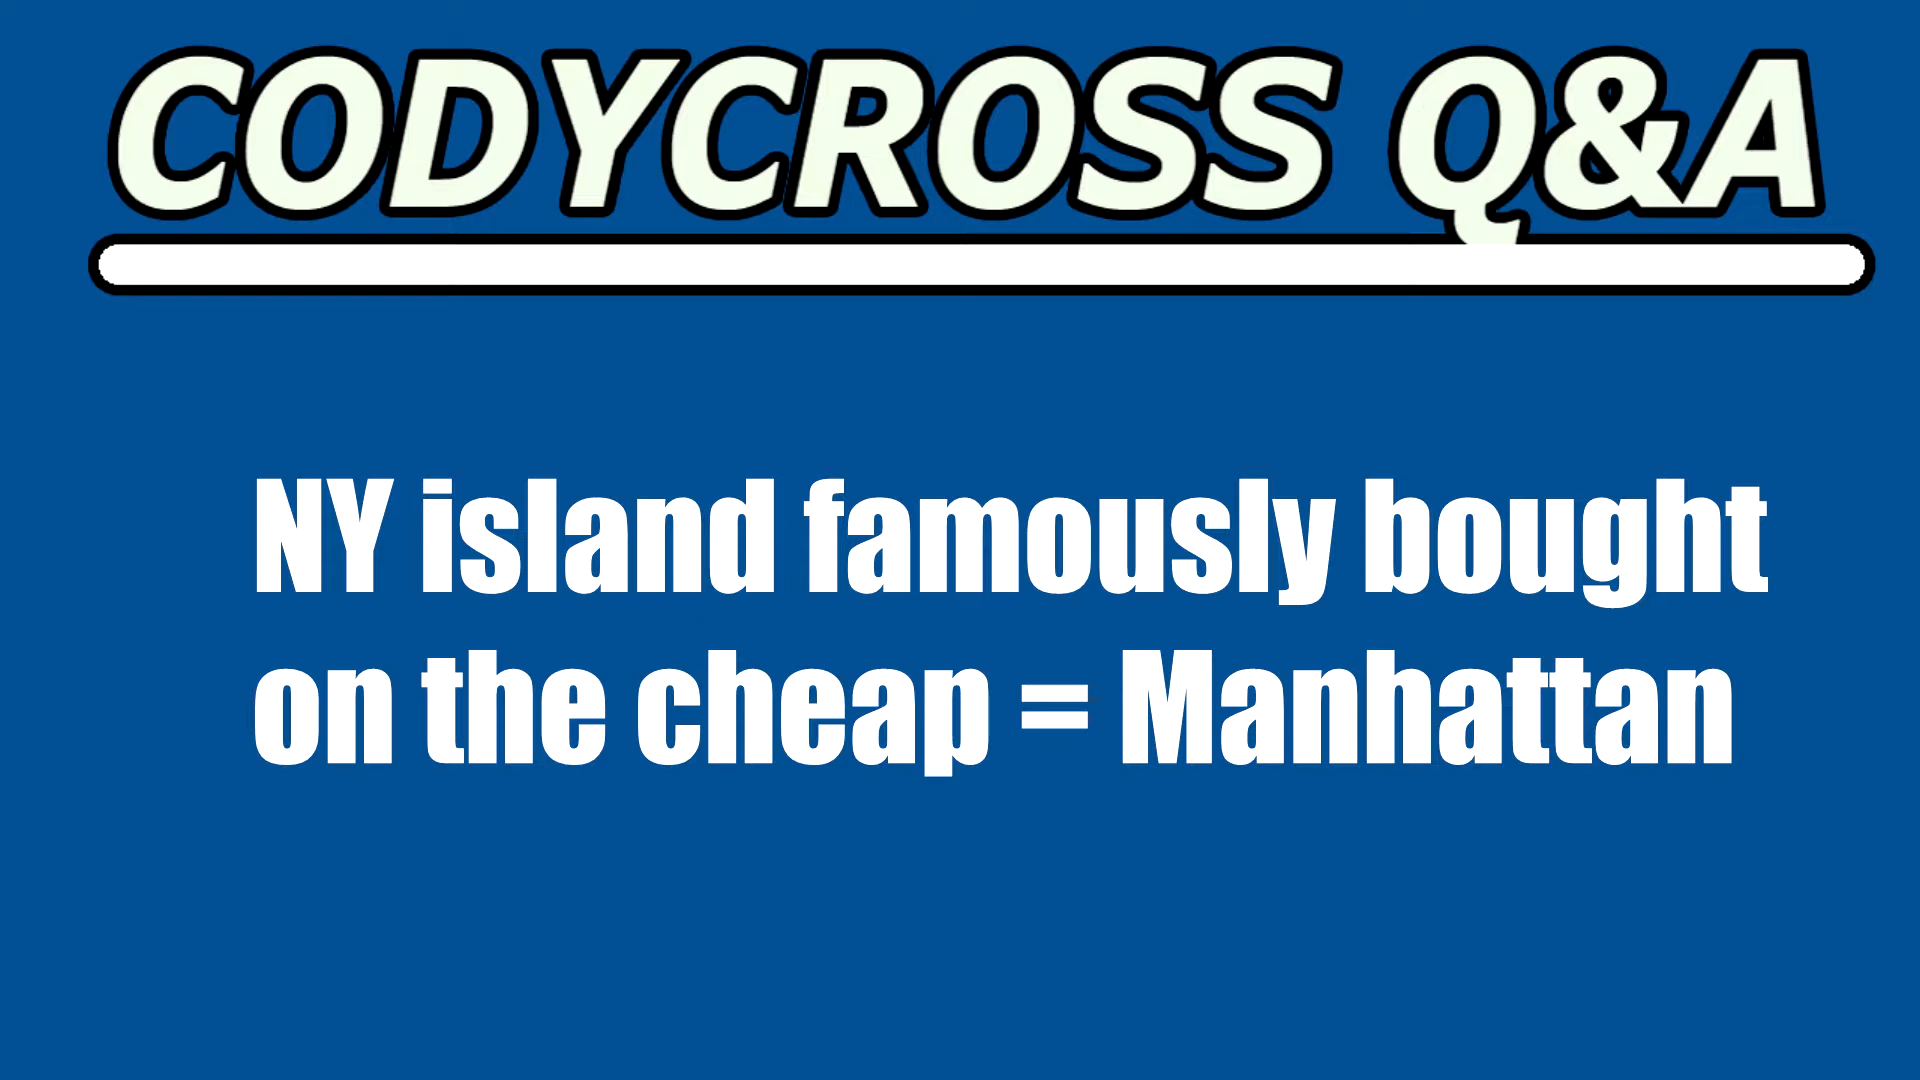 CODYCROSS Q&A
NY island famously bought
on the cheap = Manhattan